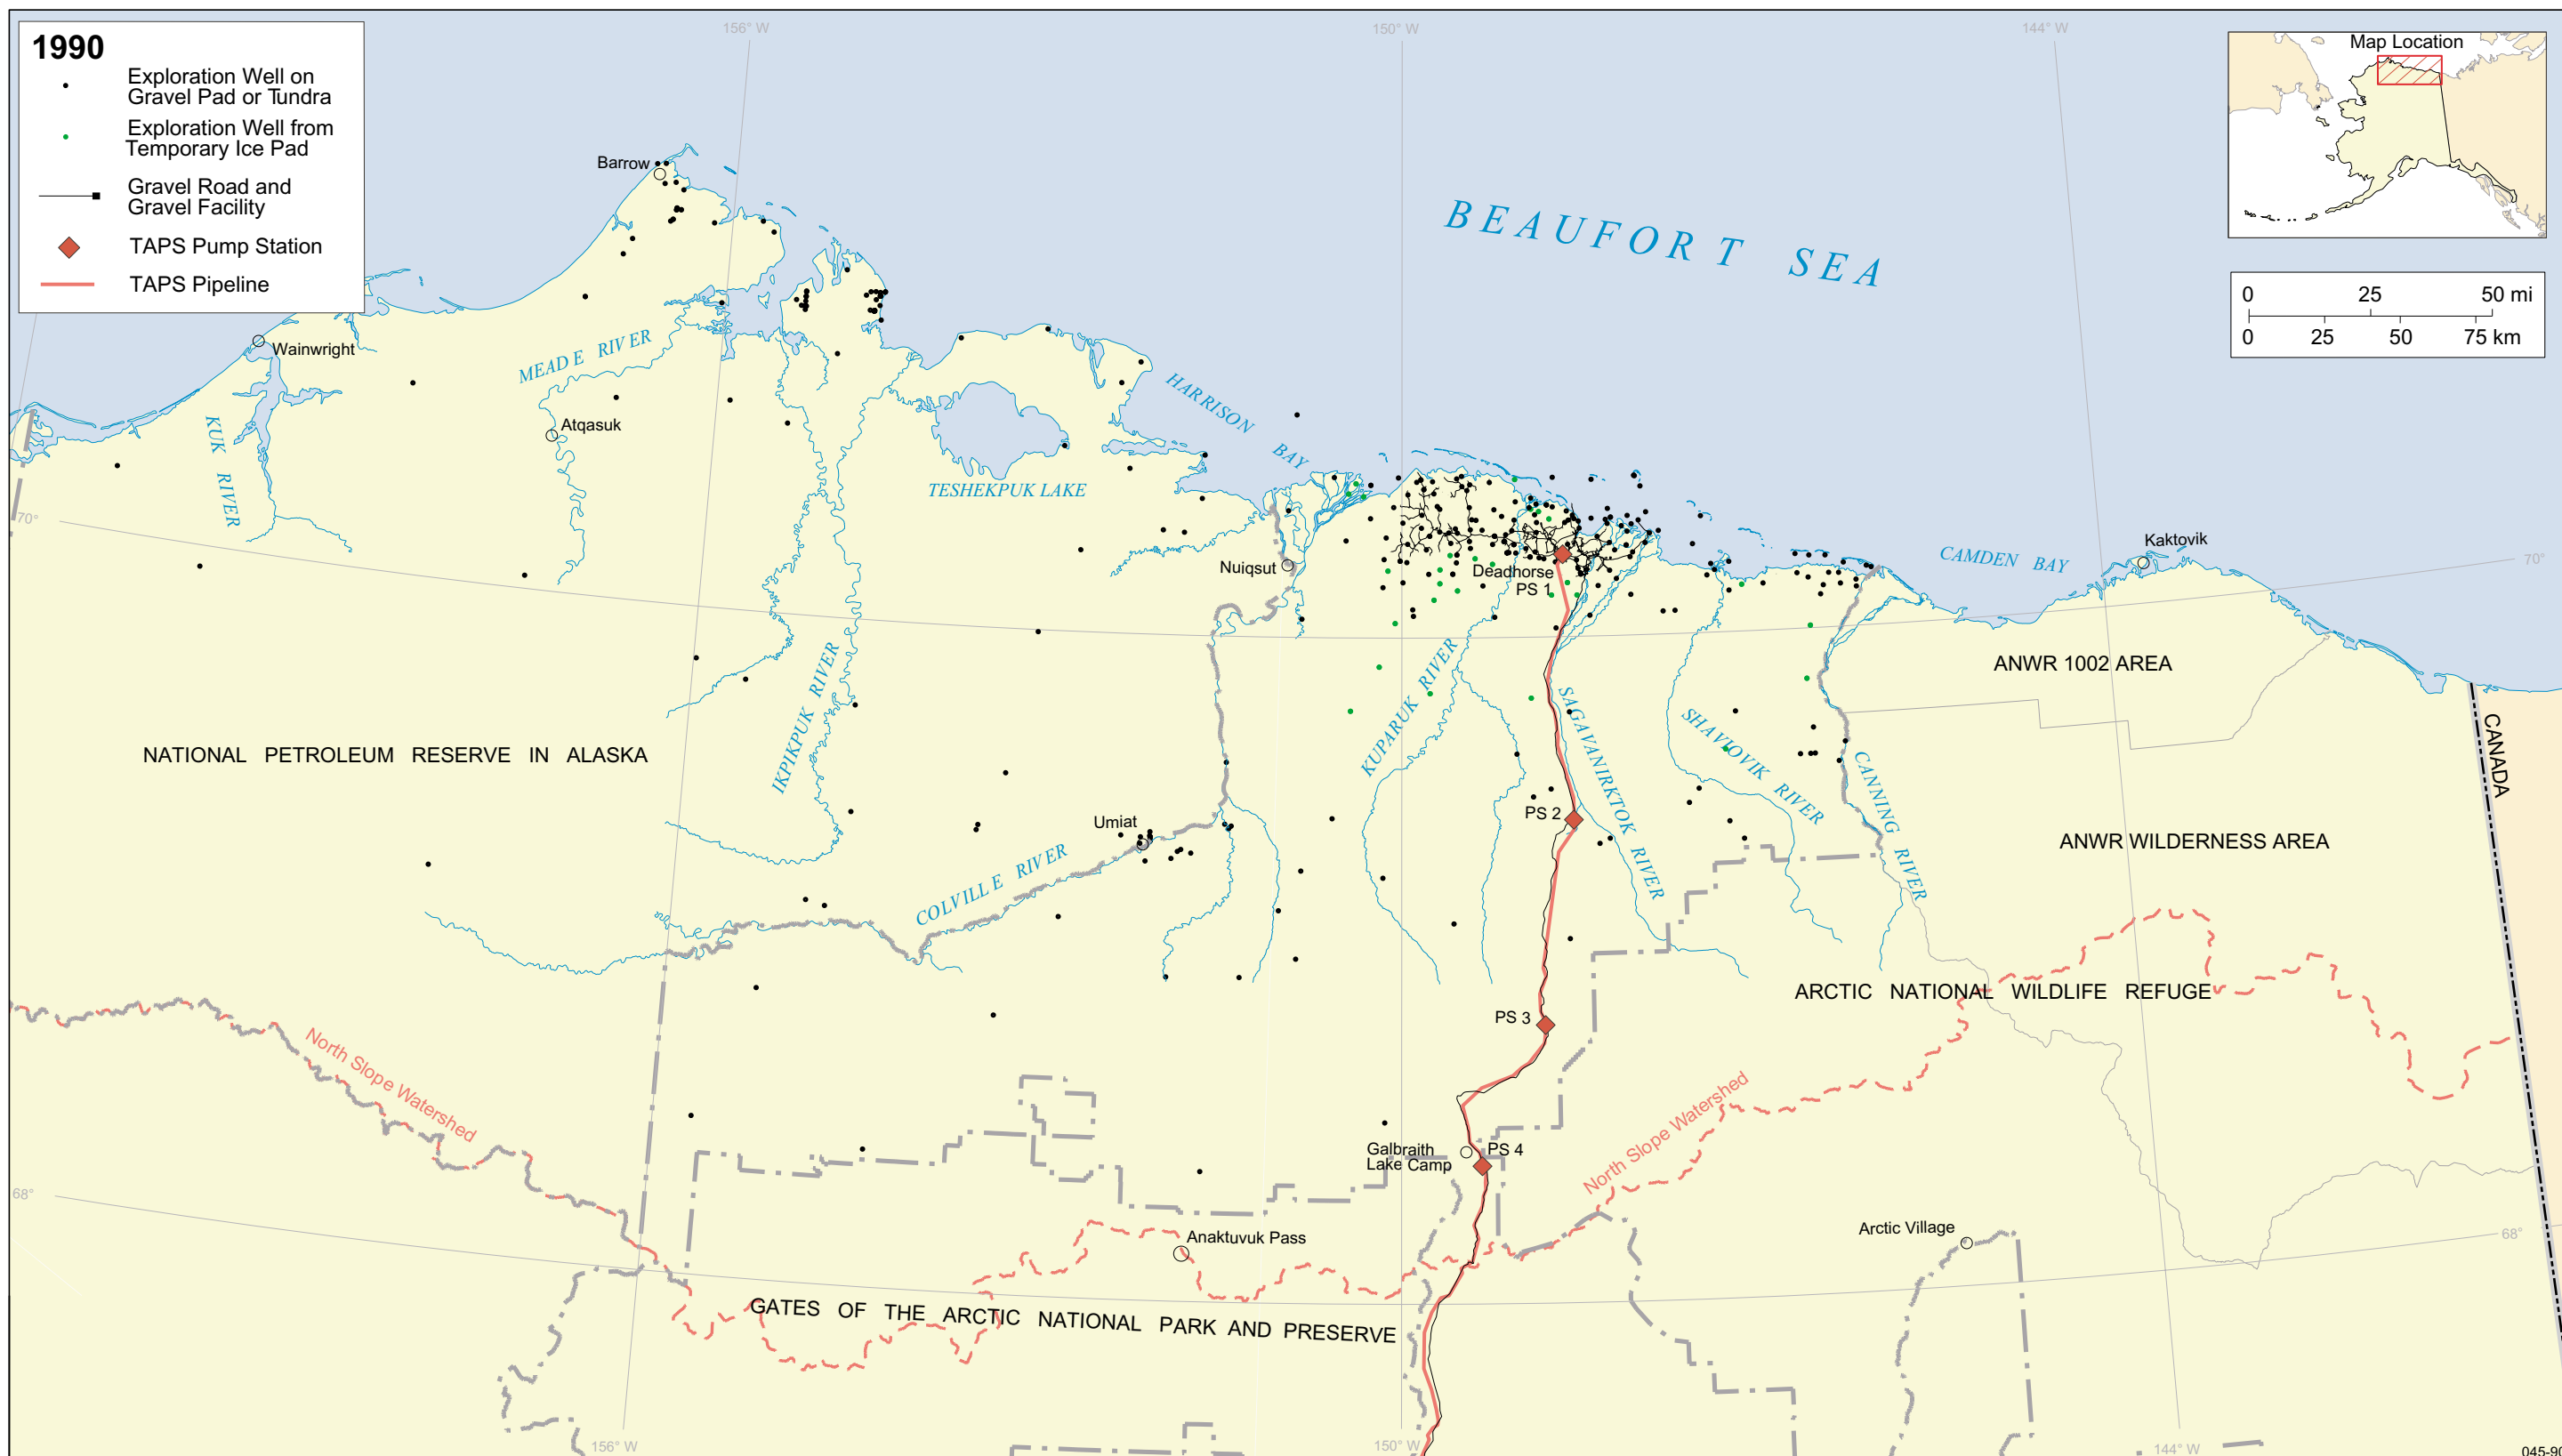 1990
Exploration Well on
Gravel Pad or Tundra
Exploration Well from
Temporary Ice Pad
Gravel Road and
Gravel Facility
TAPS Pump Station
TAPS Pipeline
156° W
150° W
144° W
Map Location
0 25 50 mi
0 25 50 75 km
BEAUFORT SEA
Barrow
Wainwright
MEADE RIVER
Atqasuk
KUK RIVER
HARRISON BAY
TESHEKPUK LAKE
70°
Nuiqsut
Deadhorse
PS 1
CAMDEN BAY
Kaktovik
70°
ANWR 1002 AREA
NATIONAL PETROLEUM RESERVE IN ALASKA
IKPIKPUK RIVER
KUPARUK RIVER
SAGAVANIRKTOK RIVER
SHAVIOVIK RIVER
CANNING RIVER
CANADA
Umiat
COLVILLE RIVER
PS 2
ANWR WILDERNESS AREA
ARCTIC NATIONAL WILDLIFE REFUGE
PS 3
North Slope Watershed
North Slope Watershed
Galbraith
Lake Camp
PS 4
68°
Anaktuvuk Pass
Arctic Village
68°
GATES OF THE ARCTIC NATIONAL PARK AND PRESERVE
156° W
150° W
144° W
045-90